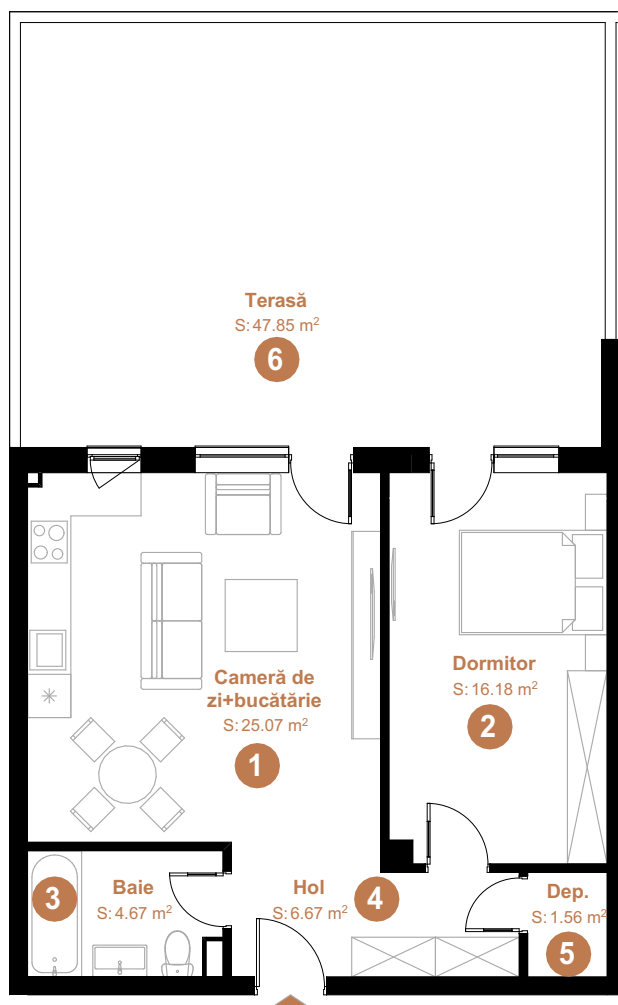 Terasă
S: 47.85 m²
6
Cameră de
zi+bucătărie
S: 25.07 m²
1
Dormitor
S: 16.18 m²
2
3
Baie
S: 4.67 m²
Hol
S: 6.67 m²
4
Dep.
S: 1.56 m²
5